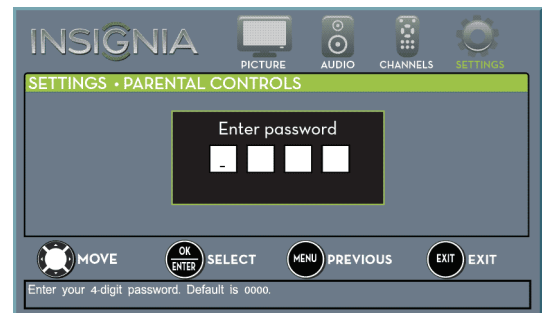 INSIGNIA
PICTURE AUDIO CHANNELS SETTINGS
SETTINGS • PARENTAL CONTROLS
Enter password
_
MOVE OK ENTER SELECT MENU PREVIOUS EXIT EXIT
Enter your 4-digit password. Default is 0000.